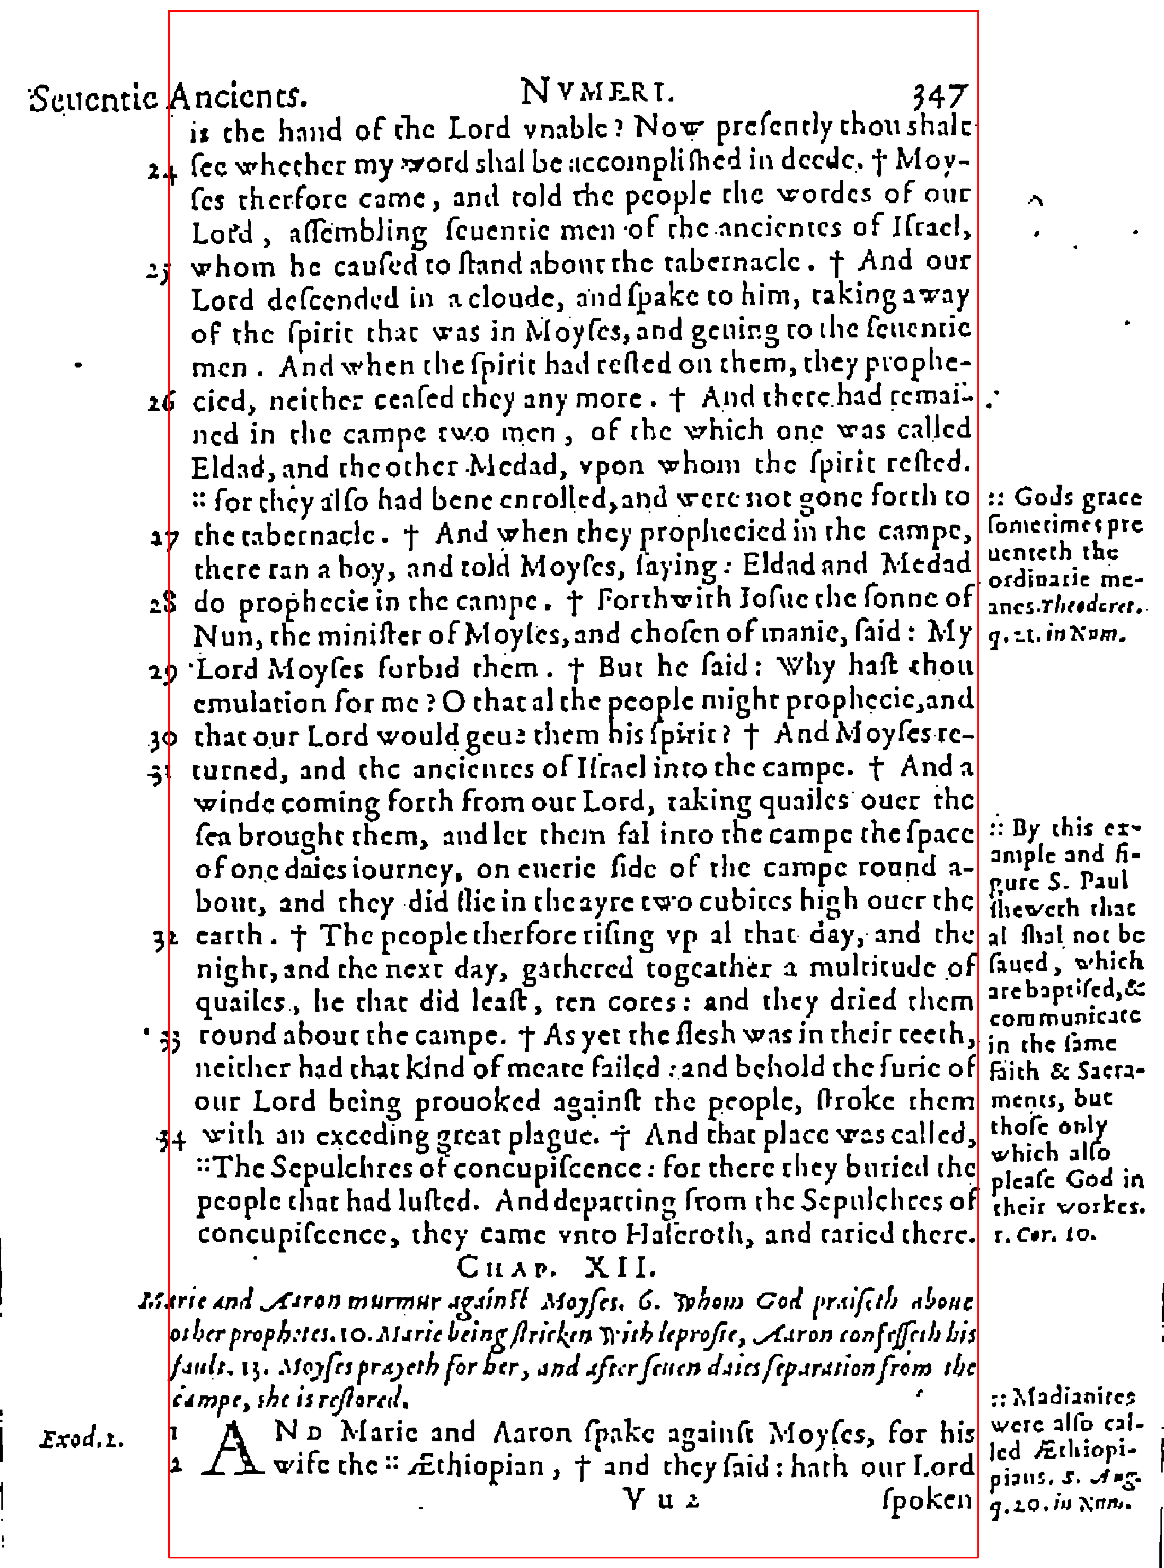 Seuentie Ancients. NVMERI. 347
is the hand of the Lord vnable? Now presently thou shalt
24 ſee whether my word shal be accompliſhed in deede. † Moy-
ſes therfore came, and told the people the wordes of our
Lord, aſſembling ſeuentie men of the ancientes of Iſrael,
25 whom he cauſed to ſtand about the tabernacle. † And our
Lord deſcended in a cloude, and ſpake to him, taking away
of the ſpirit that was in Moyſes, and geuing to the ſeuentie
men. And when the ſpirit had reſted on them, they prophe-
26 cied, neither ceaſed they any more. † And there had remai-
ned in the campe two men, of the which one was called
Eldad, and the other Medad, vpon whom the ſpirit reſted.
:: for they alſo had bene enrolled, and were not gone forth to
27 the tabernacle. † And when they prophecied in the campe,
there ran a boy, and told Moyſes, ſaying: Eldad and Medad
28 do prophecie in the campe. † Forthwith Ioſue the ſonne of
Nun, the miniſter of Moyſes, and choſen of manie, ſaid: My
29 Lord Moyſes forbid them. † But he ſaid: Why haſt thou
emulation for me? O that al the people might prophecie, and
30 that our Lord would geue them his ſpirit? † And Moyſes re-
31 turned, and the ancientes of Iſrael into the campe. † And a
winde coming forth from our Lord, taking quailes ouer the
ſea brought them, and let them fal into the campe the ſpace
of one daies iourney, on euerie ſide of the campe round a-
bout, and they did flie in the ayre two cubites high ouer the
32 earth. † The people therfore riſing vp al that day, and the
night, and the next day, gathered togeather a multitude of
quailes, he that did leaſt, ten cores: and they dried them
33 round about the campe. † As yet the flesh was in their teeth,
neither had that kind of meate failed: and behold the furie of
our Lord being prouoked againſt the people, ſtroke them
34 with an exceding great plague. † And that place was called,
:: The Sepulchres of concupiſcence: for there they buried the
people that had luſted. And departing from the Sepulchres of
concupiſcence, they came vnto Haſeroth, and taried there.
:: Gods grace
ſometimes pre
uenteth the
ordinarie me-
anes. Theodoret.
q. 21. in Num.
:: By this ex-
ample and fi-
gure S. Paul
ſheweth that
al ſhal not be
ſaued, which
are baptiſed, &
communicate
in the ſame
faith & Sacra-
ments, but
thoſe only
which alſo
pleaſe God in
their workes.
1. Cor. 10.
CHAP. XII.
Marie and Aaron murmur againſt Moyſes. 6. Whom God praiſeth aboue
other prophetes. 10. Marie being ſtricken with leproſie, Aaron confeſſeth his
fault. 13. Moyſes prayeth for her, and after ſeuen daies ſeparation from the
campe, she is reſtored.
Exod. 2.
1 AND Marie and Aaron ſpake againſt Moyſes, for his
2 wife the :: Æthiopian, † and they ſaid: hath our Lord
:: Madianites
were alſo cal-
led Æthiopi-
pians. S. Aug.
q. 20. in Num.
Vu 2 ſpoken